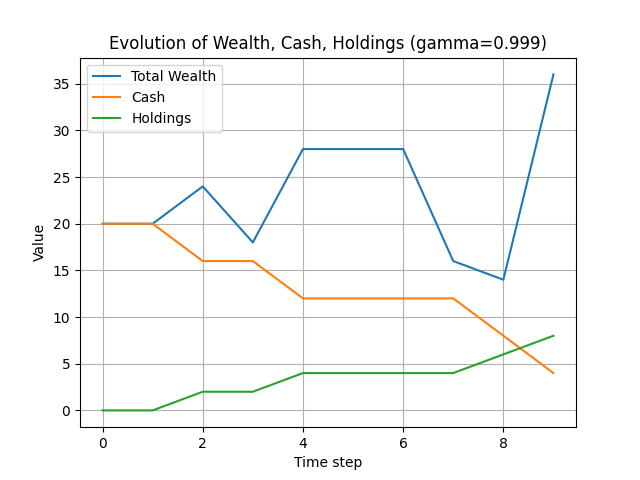 Evolution of Wealth, Cash, Holdings (gamma=0.999)
Total Wealth
Cash
Holdings
35
30
25
20
15
10
5
0
Value
0 2 4 6 8
Time step